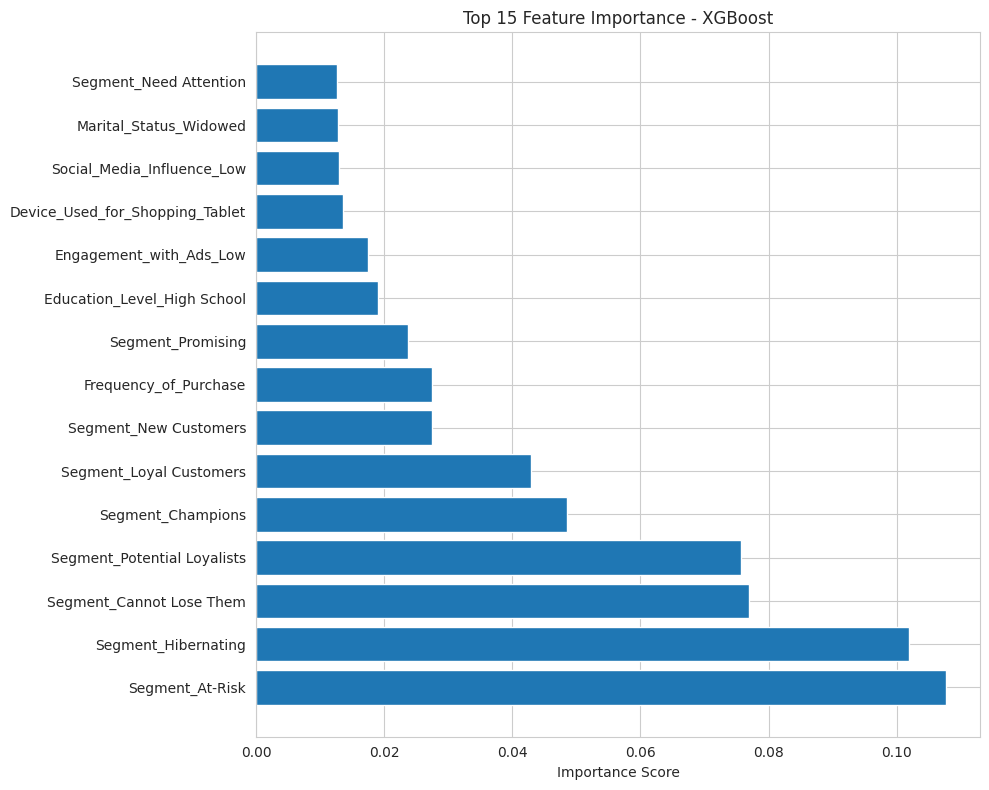 Top 15 Feature Importance - XGBoost
Segment_Need Attention
Marital_Status_Widowed
Social_Media_Influence_Low
Device_Used_for_Shopping_Tablet
Engagement_with_Ads_Low
Education_Level_High School
Segment_Promising
Frequency_of_Purchase
Segment_New Customers
Segment_Loyal Customers
Segment_Champions
Segment_Potential Loyalists
Segment_Cannot Lose Them
Segment_Hibernating
Segment_At-Risk
0.00 0.02 0.04 0.06 0.08 0.10
Importance Score